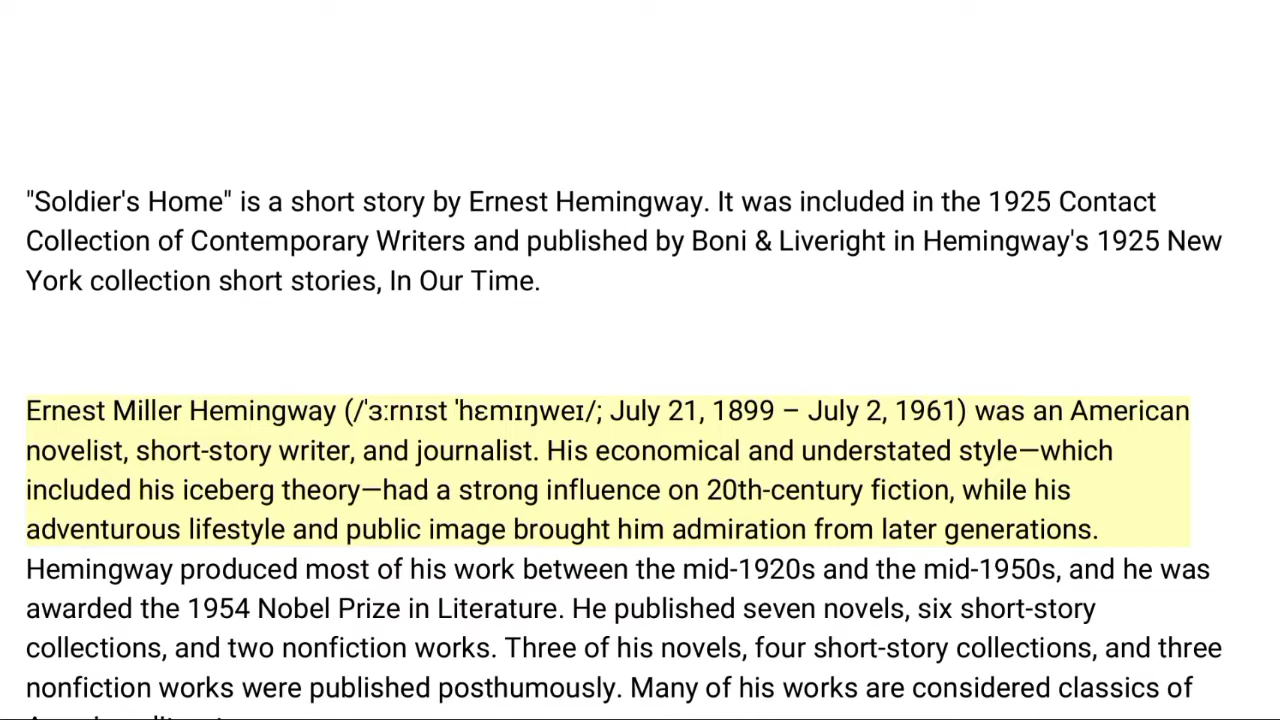 "Soldier's Home" is a short story by Ernest Hemingway. It was included in the 1925 Contact
Collection of Contemporary Writers and published by Boni & Liveright in Hemingway's 1925 New
York collection short stories, In Our Time.
Ernest Miller Hemingway (/ˈɜːrnɪst ˈhɛmɪŋweɪ/; July 21, 1899 – July 2, 1961) was an American
novelist, short-story writer, and journalist. His economical and understated style—which
included his iceberg theory—had a strong influence on 20th-century fiction, while his
adventurous lifestyle and public image brought him admiration from later generations.
Hemingway produced most of his work between the mid-1920s and the mid-1950s, and he was
awarded the 1954 Nobel Prize in Literature. He published seven novels, six short-story
collections, and two nonfiction works. Three of his novels, four short-story collections, and three
nonfiction works were published posthumously. Many of his works are considered classics of